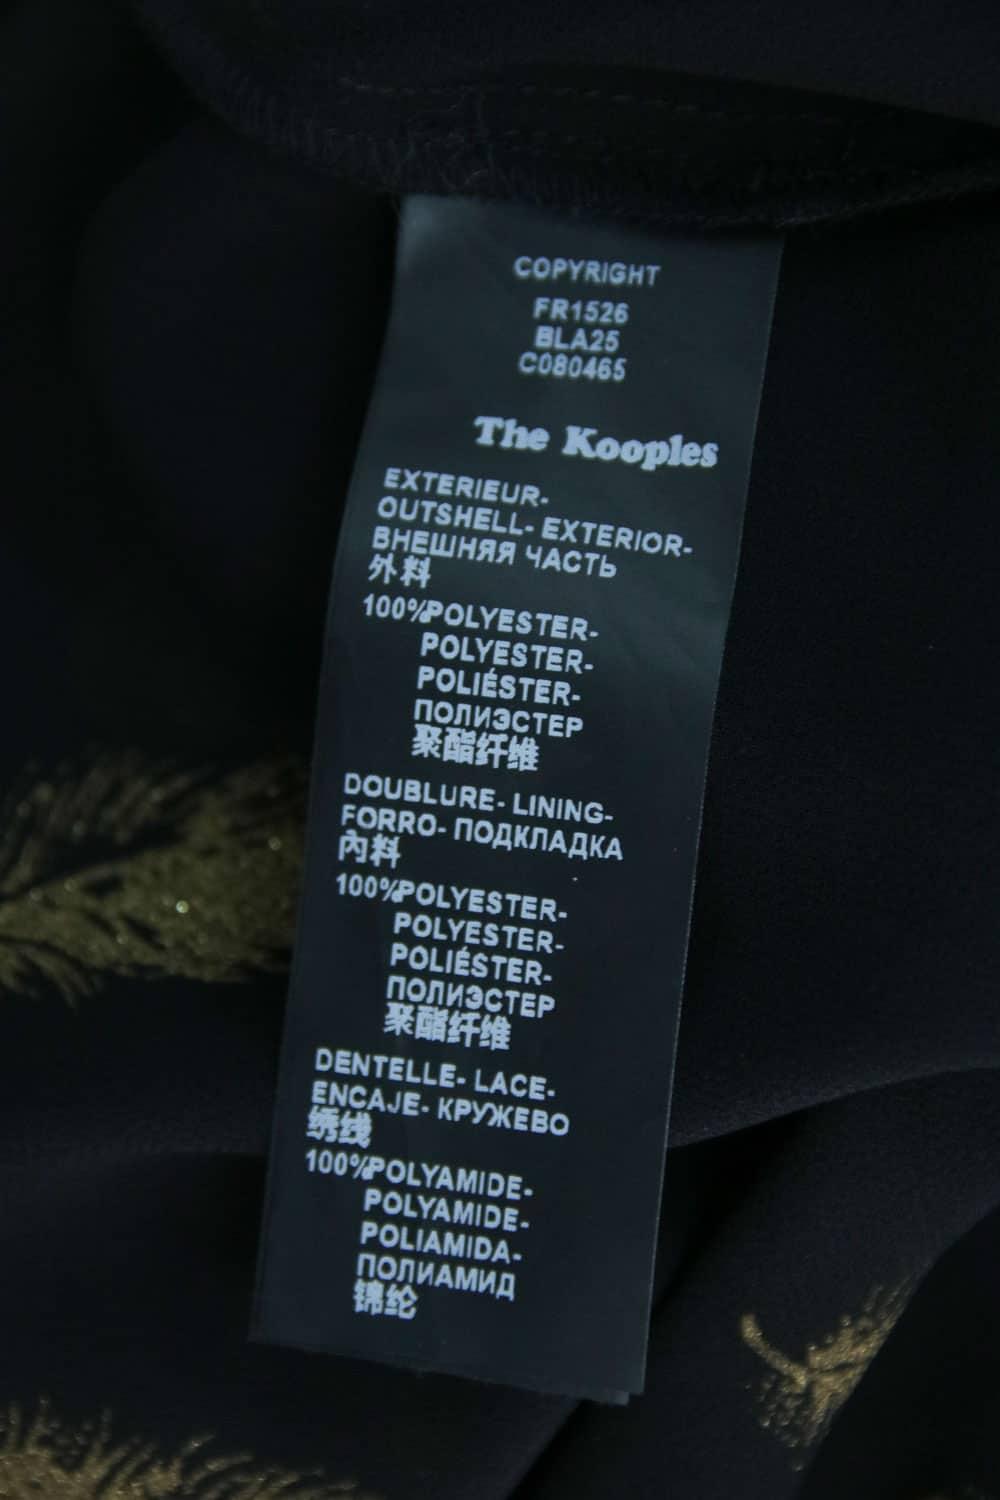 COPYRIGHT
FR1526
BLA25
C080465
The Kooples
EXTERIEUR-
OUTSHELL- EXTERIOR-
ВНЕШНЯЯ ЧАСТЬ
外料
100%POLYESTER-
POLYESTER-
POLIÉSTER-
ПОЛИЭСТЕР
聚酯纤维
DOUBLURE- LINING-
FORRO- ПОДКЛАДКА
內料
100%POLYESTER-
POLYESTER-
POLIÉSTER-
ПОЛИЭСТЕР
聚酯纤维
DENTELLE- LACE-
ENCAJE- КРУЖЕВО
绣线
100%POLYAMIDE-
POLYAMIDE-
POLIAMIDA-
ПОЛИАМИД
锦纶